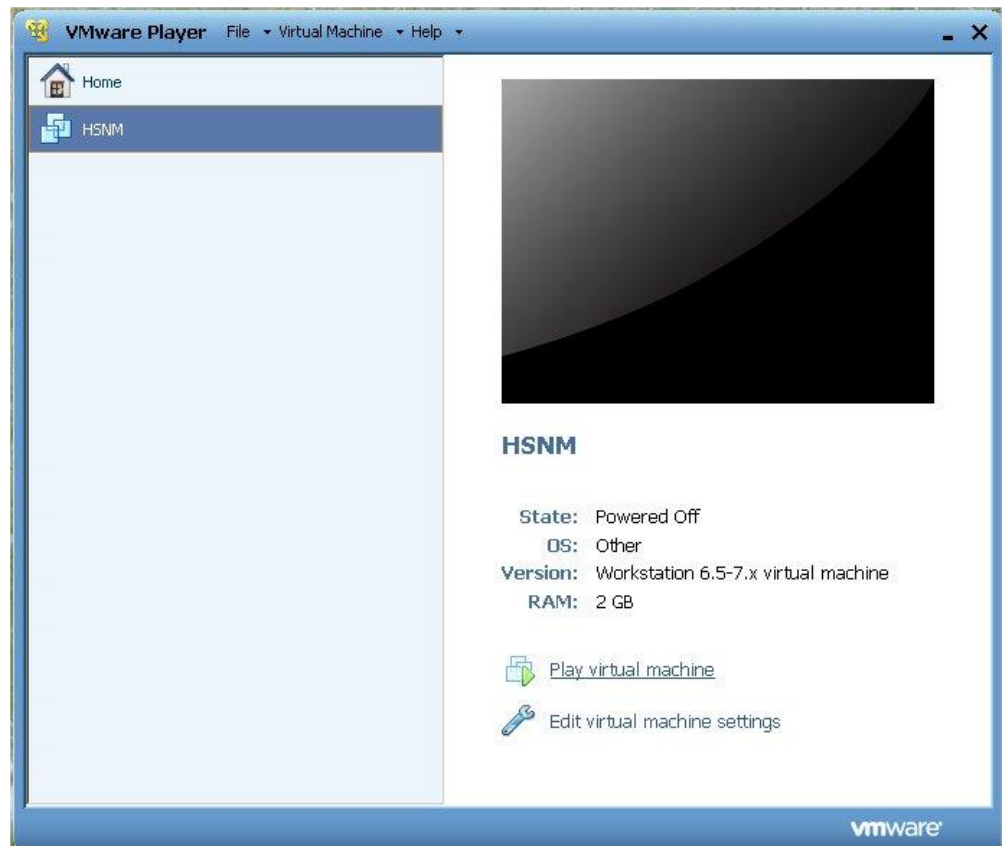 VMware Player File Virtual Machine Help
Home
HSNM
HSNM
State: Powered Off
OS: Other
Version: Workstation 6.5-7.x virtual machine
RAM: 2 GB
Play virtual machine
Edit virtual machine settings
vmware